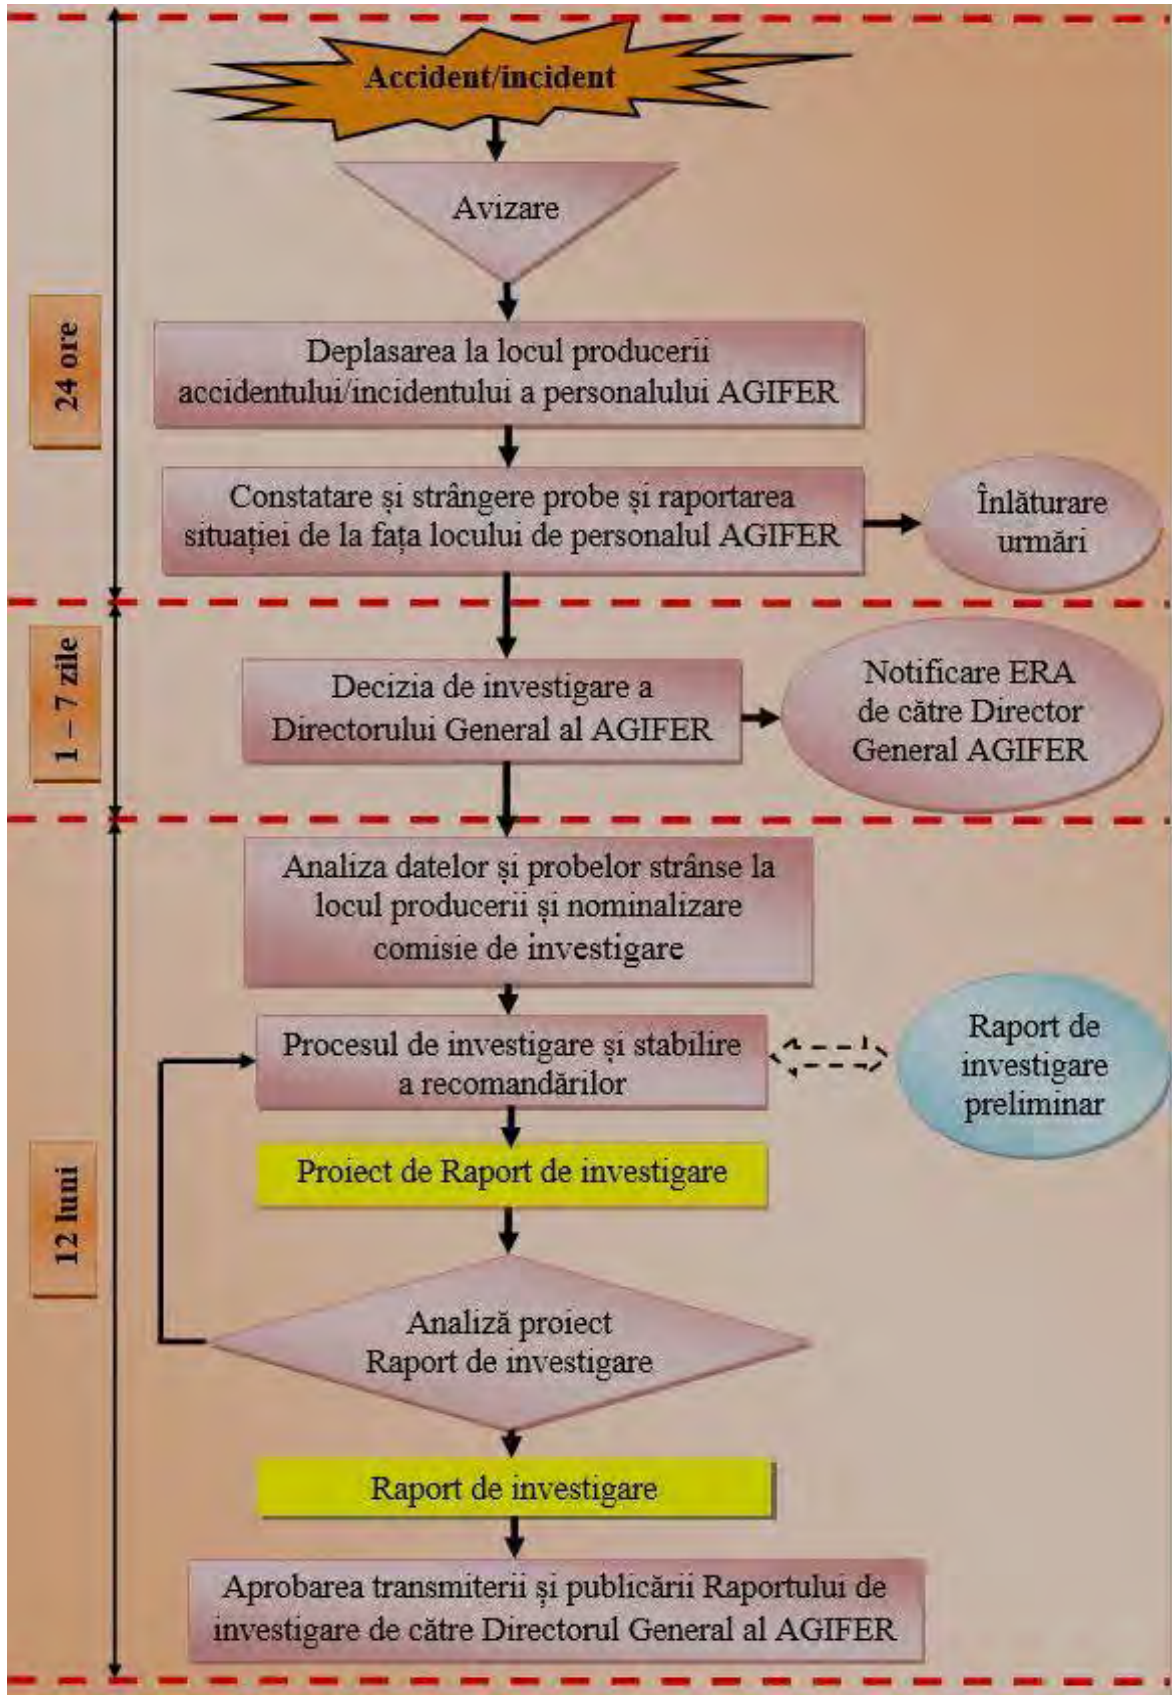 Accident/incident
Avizare
24 ore
Deplasarea la locul producerii
accidentului/incidentului a personalului AGIFER
Constatare și strângere probe și raportarea
situației de la fața locului de personalul AGIFER
Înlăturare
urmări
1 – 7 zile
Decizia de investigare a
Directorului General al AGIFER
Notificare ERA
de către Director
General AGIFER
Analiza datelor și probelor strânse la
locul producerii și nominalizare
comisie de investigare
12 luni
Procesul de investigare și stabilire
a recomandărilor
Raport de
investigare
preliminar
Proiect de Raport de investigare
Analiză proiect
Raport de investigare
Raport de investigare
Aprobarea transmiterii și publicării Raportului de
investigare de către Directorul General al AGIFER